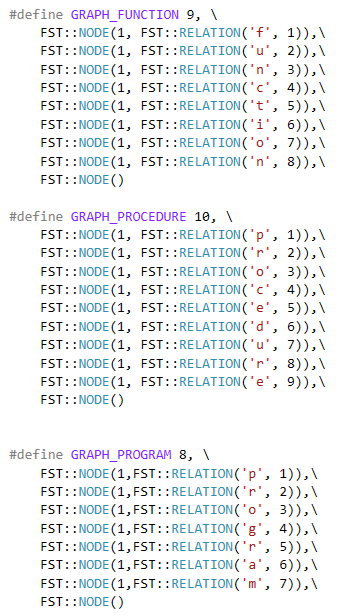 #define GRAPH_FUNCTION 9, \
FST::NODE(1, FST::RELATION('f', 1)),\
FST::NODE(1, FST::RELATION('u', 2)),\
FST::NODE(1, FST::RELATION('n', 3)),\
FST::NODE(1, FST::RELATION('c', 4)),\
FST::NODE(1, FST::RELATION('t', 5)),\
FST::NODE(1, FST::RELATION('i', 6)),\
FST::NODE(1, FST::RELATION('o', 7)),\
FST::NODE(1, FST::RELATION('n', 8)),\
FST::NODE()
#define GRAPH_PROCEDURE 10, \
FST::NODE(1, FST::RELATION('p', 1)),\
FST::NODE(1, FST::RELATION('r', 2)),\
FST::NODE(1, FST::RELATION('o', 3)),\
FST::NODE(1, FST::RELATION('c', 4)),\
FST::NODE(1, FST::RELATION('e', 5)),\
FST::NODE(1, FST::RELATION('d', 6)),\
FST::NODE(1, FST::RELATION('u', 7)),\
FST::NODE(1, FST::RELATION('r', 8)),\
FST::NODE(1, FST::RELATION('e', 9)),\
FST::NODE()
#define GRAPH_PROGRAM 8, \
FST::NODE(1,FST::RELATION('p', 1)),\
FST::NODE(1,FST::RELATION('r', 2)),\
FST::NODE(1,FST::RELATION('o', 3)),\
FST::NODE(1,FST::RELATION('g', 4)),\
FST::NODE(1,FST::RELATION('r', 5)),\
FST::NODE(1,FST::RELATION('a', 6)),\
FST::NODE(1,FST::RELATION('m', 7)),\
FST::NODE()